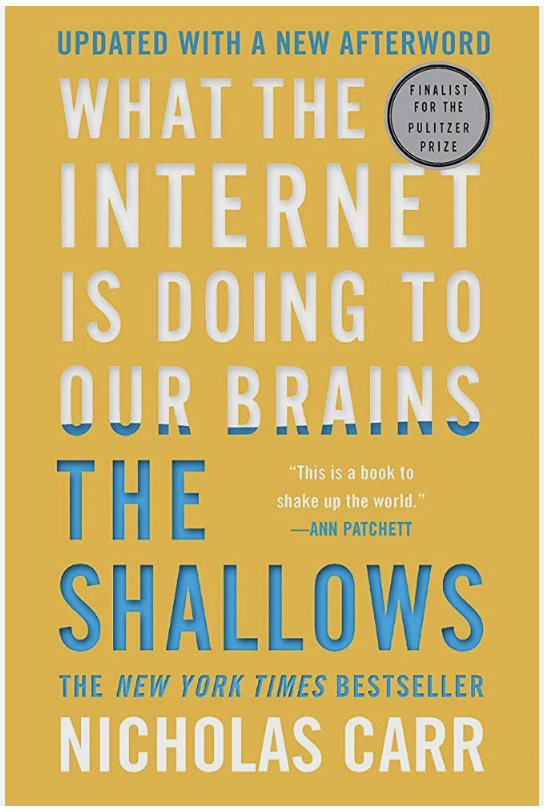 UPDATED WITH A NEW AFTERWORD
WHAT THE
FINALIST
FOR THE
PULITZER
PRIZE
INTERNET
IS DOING TO
OUR BRAINS
THE
"This is a book to
shake up the world."
—ANN PATCHETT
SHALLOWS
THE NEW YORK TIMES BESTSELLER
NICHOLAS CARR